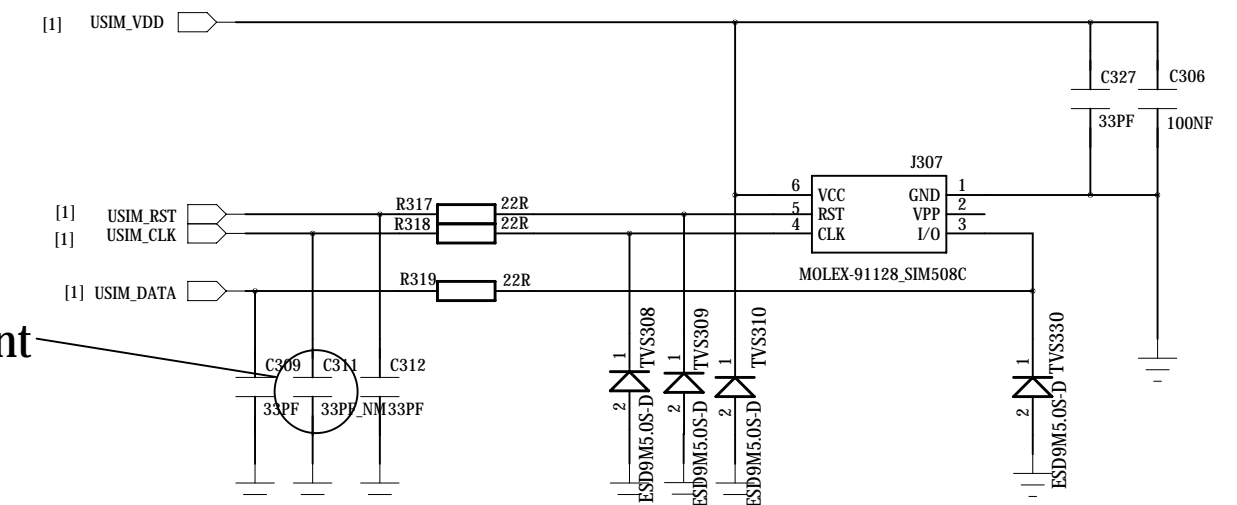 [1] USIM_VDD
C327
C306
33PF
100NF
J307
6 VCC GND 1
5 RST VPP 2
4 CLK I/O 3
MOLEX-91128_SIM508C
[1] USIM_RST
R317 22R
[1] USIM_CLK
R318 22R
[1] USIM_DATA
R319 22R
nt
C309 C311 C312
33PF 33PF_NM 33PF
1 2 TVS308
ESD9M5.0S-D
1 2 TVS309
ESD9M5.0S-D
1 2 TVS310
ESD9M5.0S-D
1 2 TVS330
ESD9M5.0S-D